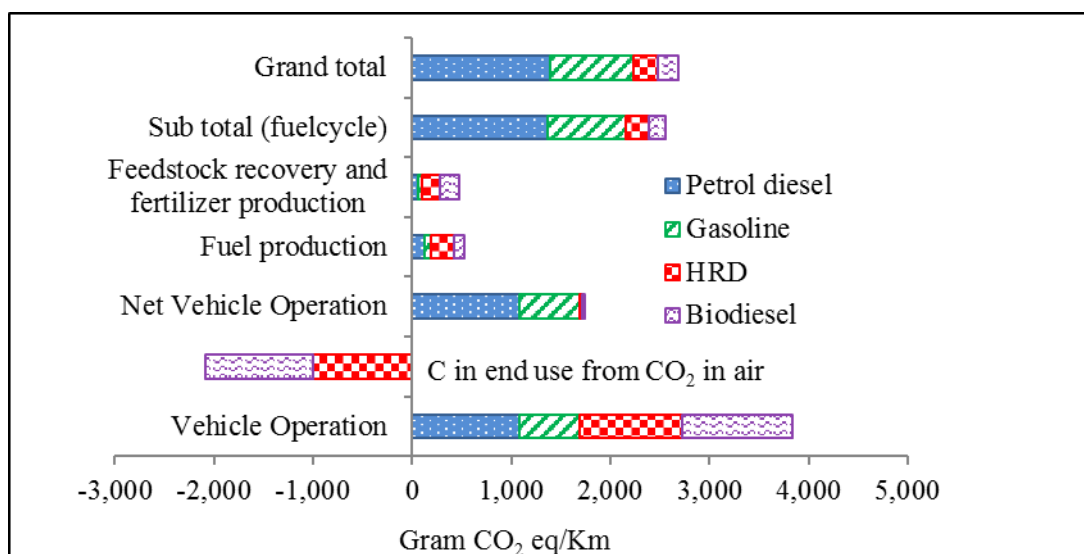 Grand total
Sub total (fuelcycle)
Feedstock recovery and
fertilizer production
Fuel production
Net Vehicle Operation
C in end use from CO₂ in air
Vehicle Operation
Petrol diesel
Gasoline
HRD
Biodiesel
-3,000 -2,000 -1,000 0 1,000 2,000 3,000 4,000 5,000
Gram CO₂ eq/Km